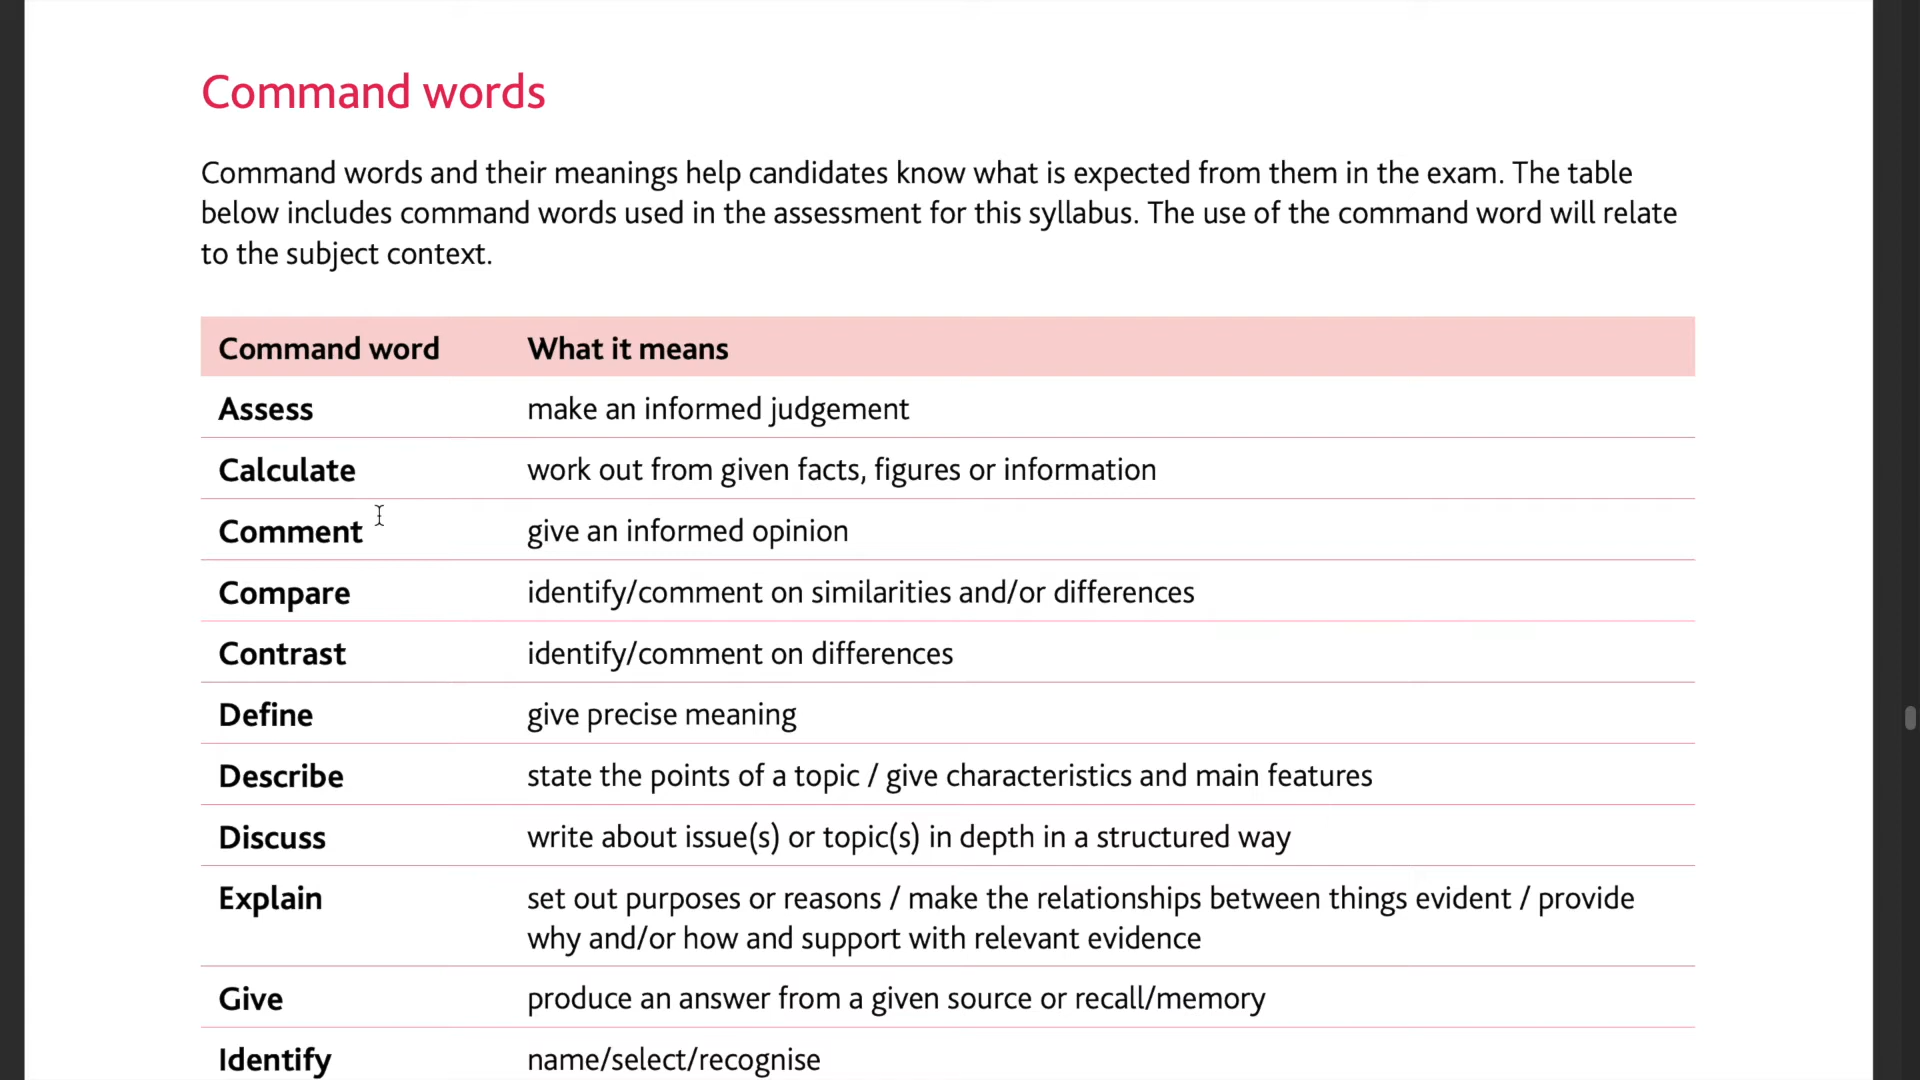 Command words
Command words and their meanings help candidates know what is expected from them in the exam. The table
below includes command words used in the assessment for this syllabus. The use of the command word will relate
to the subject context.
Command word What it means
Assess make an informed judgement
Calculate work out from given facts, figures or information
Comment give an informed opinion
Compare identify/comment on similarities and/or differences
Contrast identify/comment on differences
Define give precise meaning
Describe state the points of a topic / give characteristics and main features
Discuss write about issue(s) or topic(s) in depth in a structured way
Explain set out purposes or reasons / make the relationships between things evident / provide
why and/or how and support with relevant evidence
Give produce an answer from a given source or recall/memory
Identify name/select/recognise